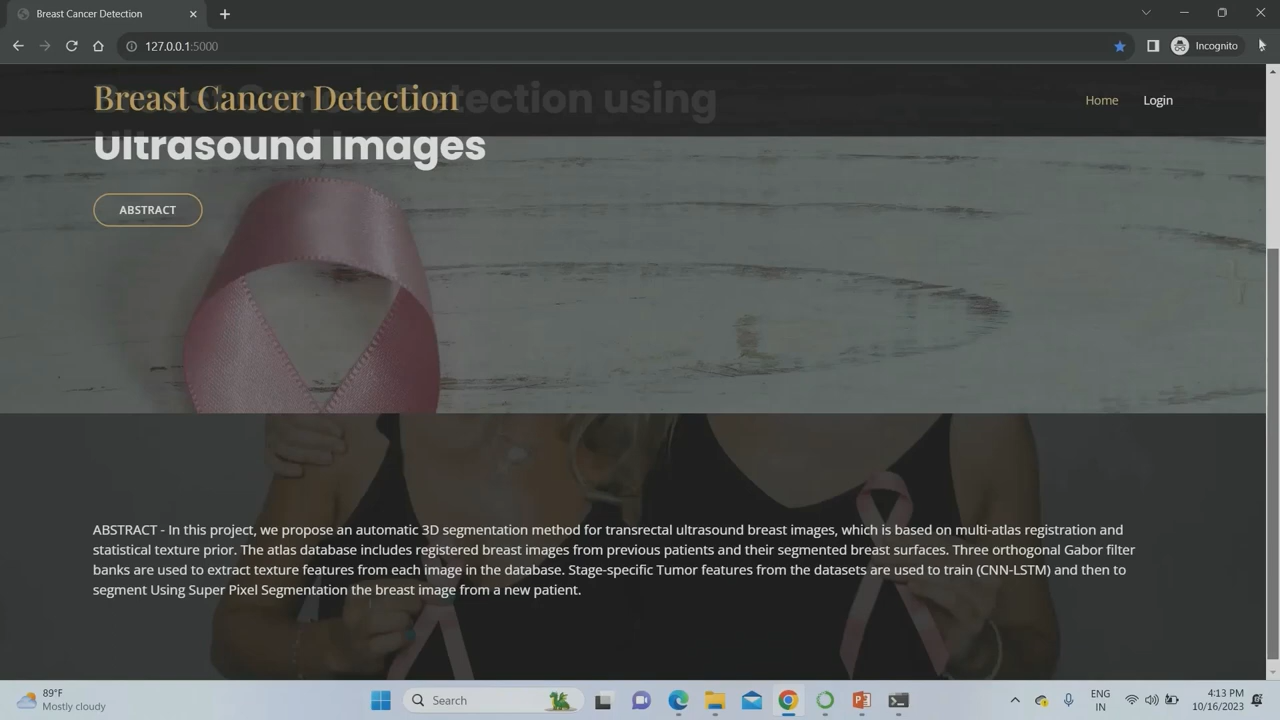 Breast Cancer Detection
127.0.0.1:5000
Incognito
Breast Cancer Detection
Home
Login
ection using
Ultrasound Images
ABSTRACT
ABSTRACT - In this project, we propose an automatic 3D segmentation method for transrectal ultrasound breast images, which is based on multi-atlas registration and
statistical texture prior. The atlas database includes registered breast images from previous patients and their segmented breast surfaces. Three orthogonal Gabor filter
banks are used to extract texture features from each image in the database. Stage-specific Tumor features from the datasets are used to train (CNN-LSTM) and then to
segment Using Super Pixel Segmentation the breast image from a new patient.
89°F
Mostly cloudy
Search
ENG
IN
4:13 PM
10/16/2023